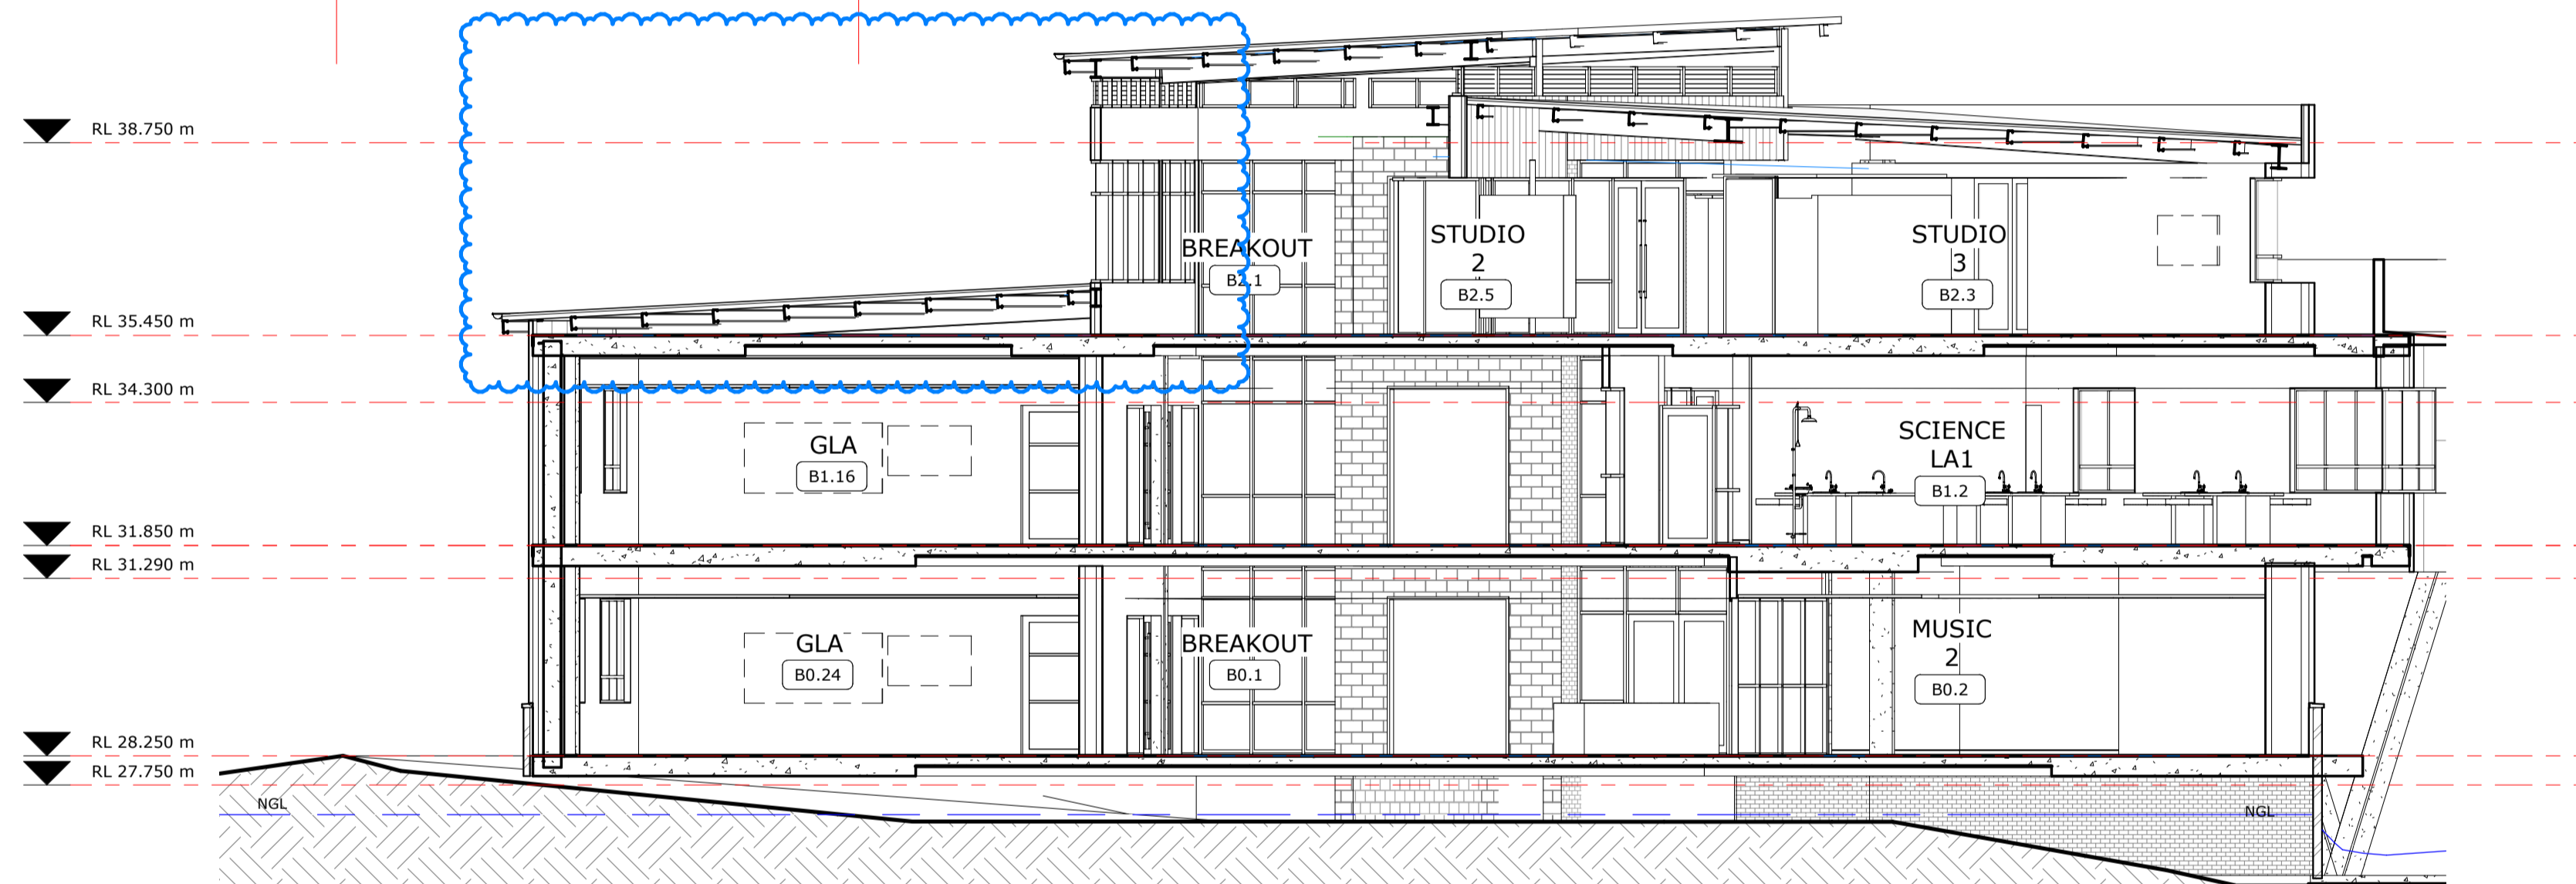 RL 38.750 m
RL 35.450 m
RL 34.300 m
RL 31.850 m
RL 31.290 m
RL 28.250 m
RL 27.750 m
BREAKOUT
B2.1
STUDIO
2
B2.5
STUDIO
3
B2.3
GLA
B1.16
SCIENCE
LA1
B1.2
GLA
B0.24
BREAKOUT
B0.1
MUSIC
2
B0.2
NGL
NGL